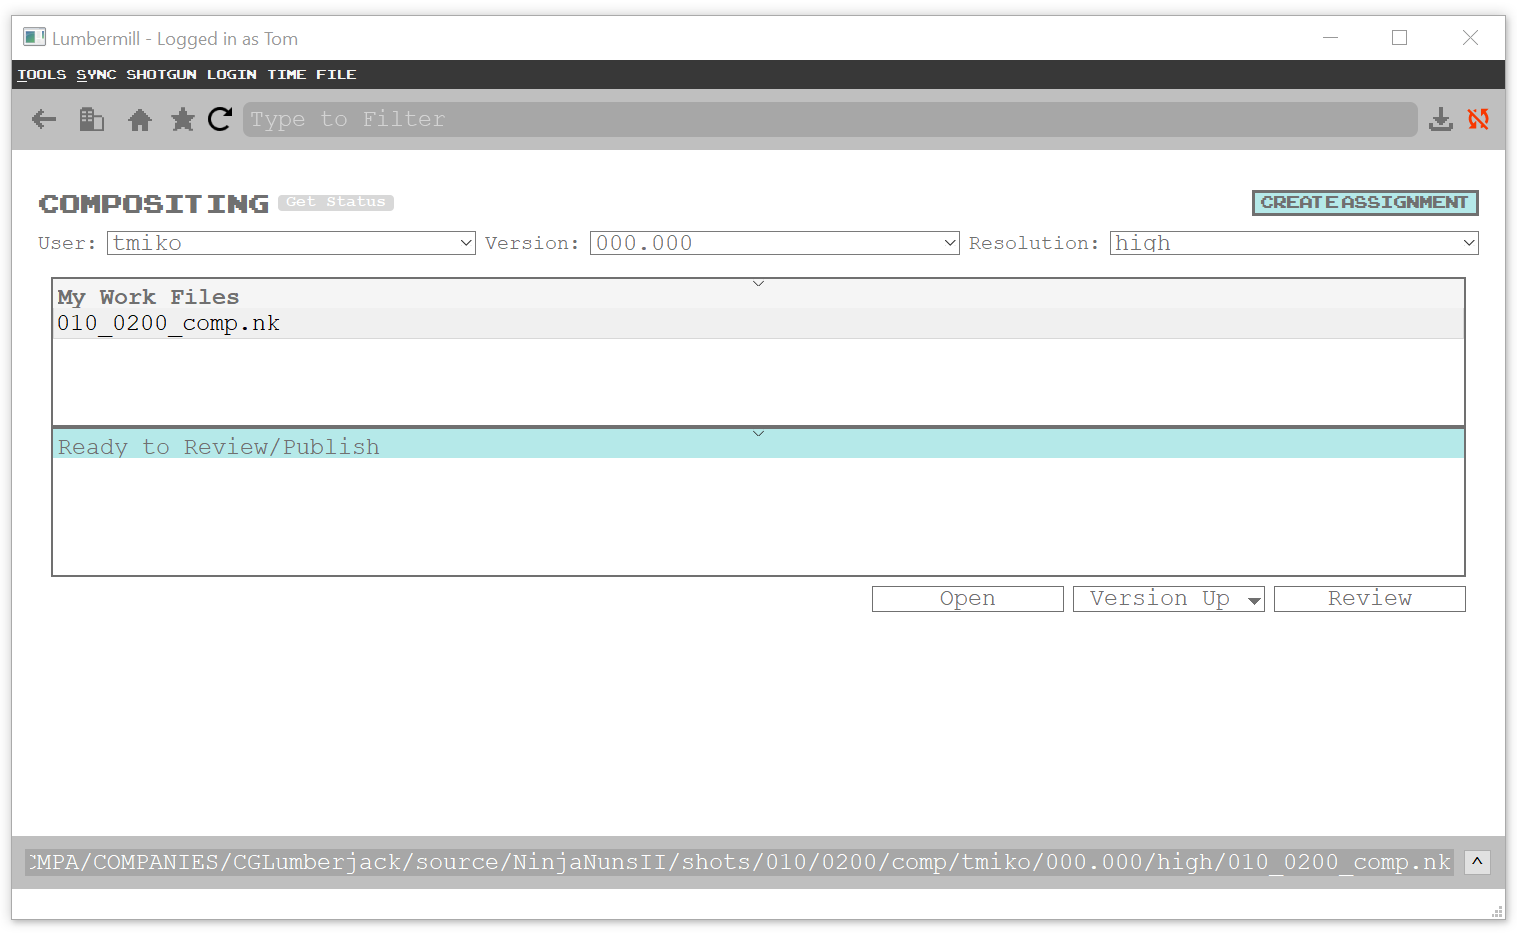 Lumbermill - Logged in as Tom
TOOLS SYNC SHOTGUN LOGIN TIME FILE
Type to Filter
COMPOSITING Get Status CREATE ASSIGNMENT
User: tmiko Version: 000.000 Resolution: high
My Work Files
010_0200_comp.nk
Ready to Review/Publish
Open Version Up Review
CMPA/COMPANIES/CGLumberjack/source/NinjaNunsII/shots/010/0200/comp/tmiko/000.000/high/010_0200_comp.nk ^